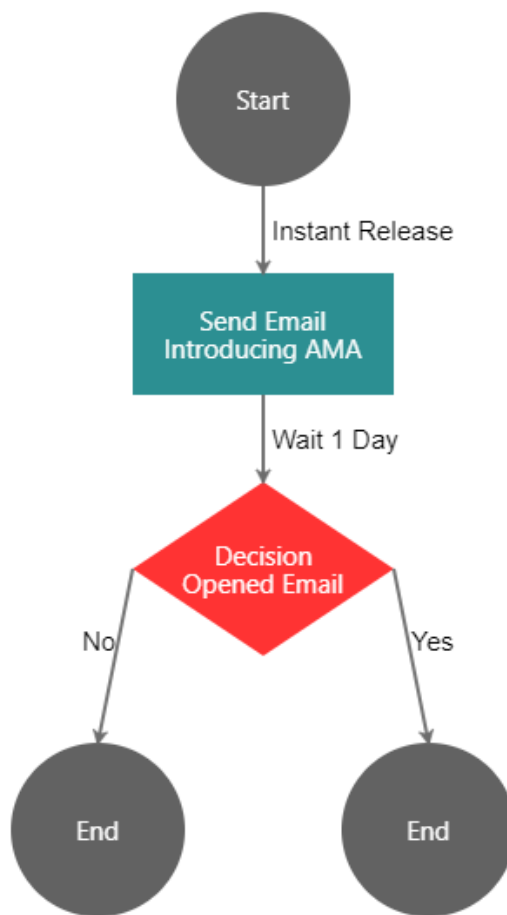 Start
Instant Release
Send Email
Introducing AMA
Wait 1 Day
Decision
Opened Email
No
Yes
End
End